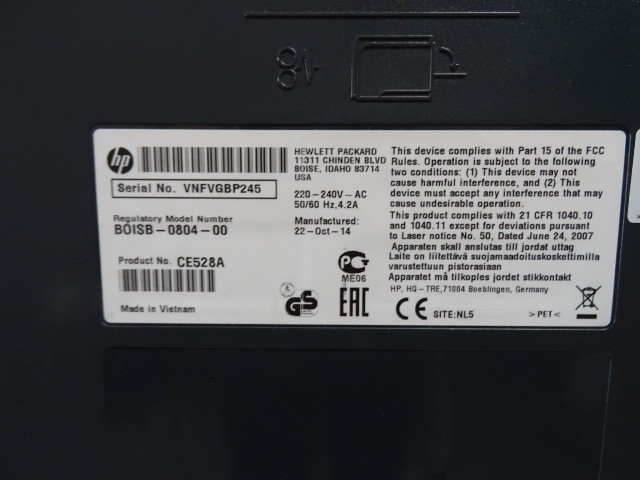 hp
Serial No. VNFVGBP245
Regulatory Model Number
BOISB-0804-00
Product No. CE528A
Made in Vietnam
HEWLETT PACKARD
11311 CHINDEN BLVD
BOISE, IDAHO 83714
USA
220-240V-AC
50/60 Hz, 4.2A
Manufactured:
22-Oct-14
PG
ME06
GS
EAC
This device complies with Part 15 of the FCC
Rules. Operation is subject to the following
two conditions: (1) This device may not
cause harmful interference, and (2) This
device must accept any interference that may
cause undesirable operation.
This product complies with 21 CFR 1040.10
and 1040.11 except for deviations pursuant
to Laser notice No. 50, Dated June 24, 2007
Apparaten skall anslutas till jordat uttag
Laite on liitettävä suojamaadoituskoskettimilla
varustettuun pistorasiaan
Apparatet må tilkoples jordet stikkontakt
HP, HQ-TRE, 71004 Boeblingen, Germany
CE SITE:NL5 >PET<